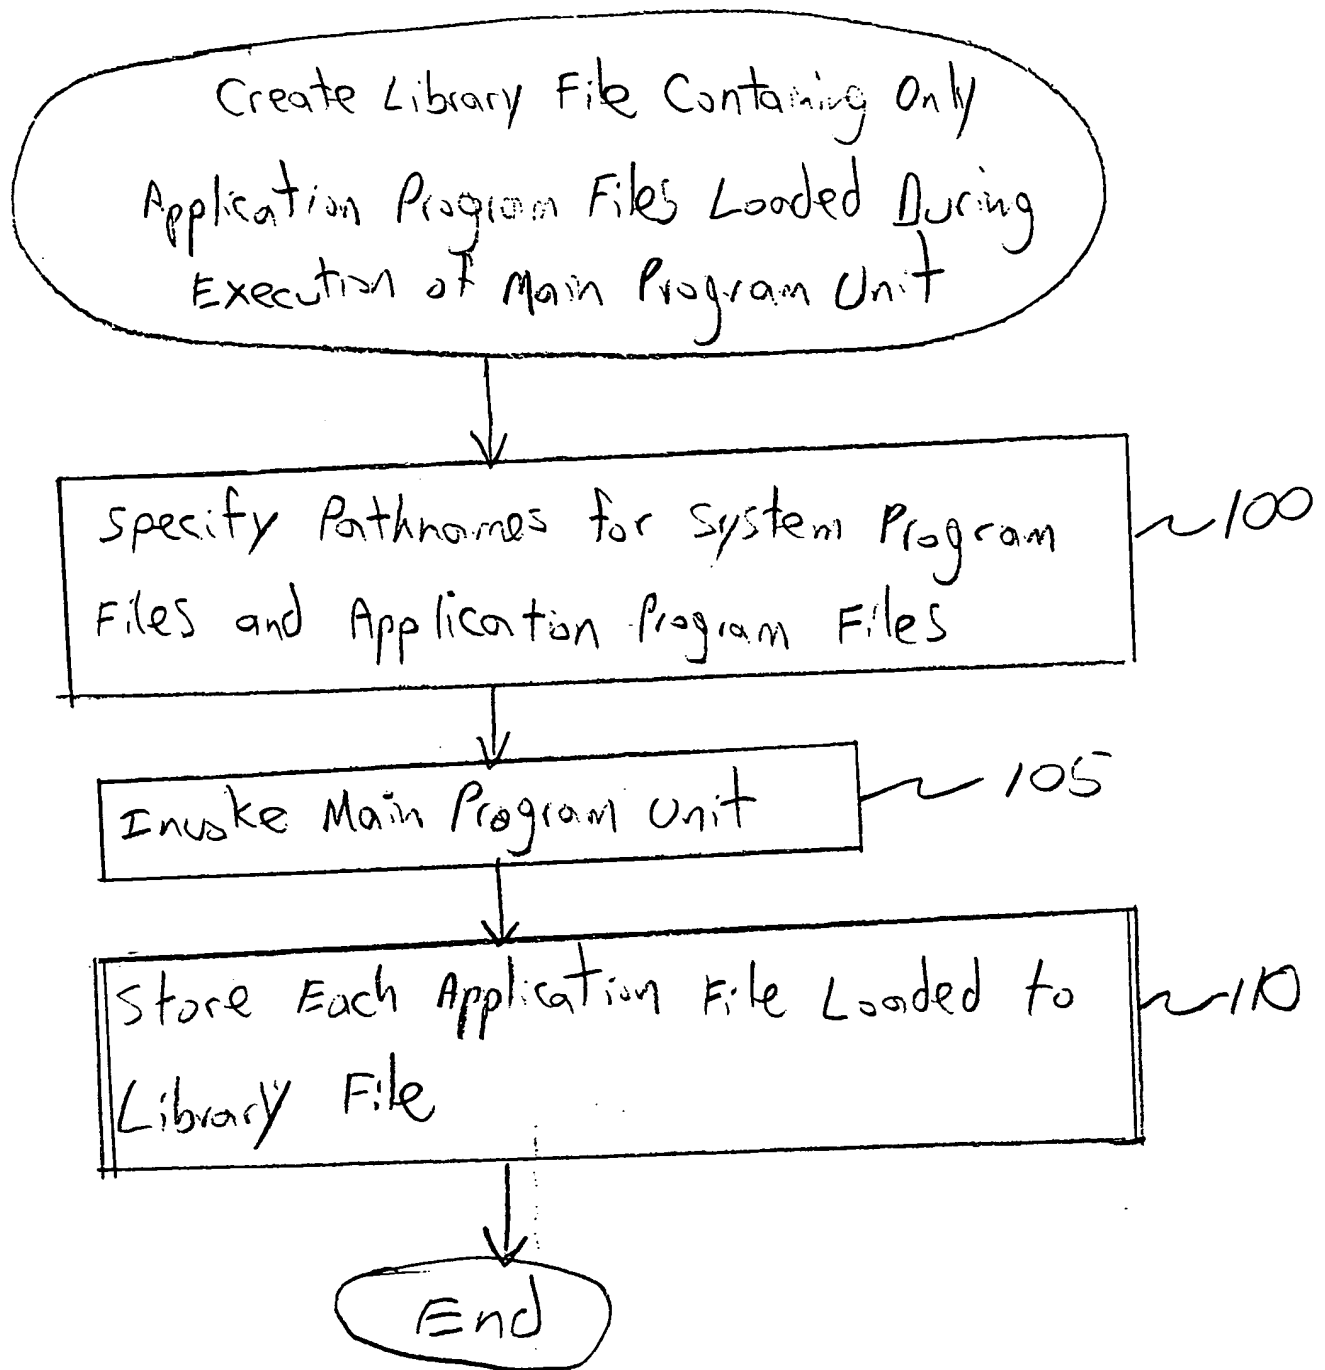 Create Library File Containing Only
Application Program Files Loaded During
Execution of Main Program Unit
Specify Pathnames for System Program
Files and Application Program Files
100
Invoke Main Program Unit
105
Store Each Application File Loaded to
Library File
110
End